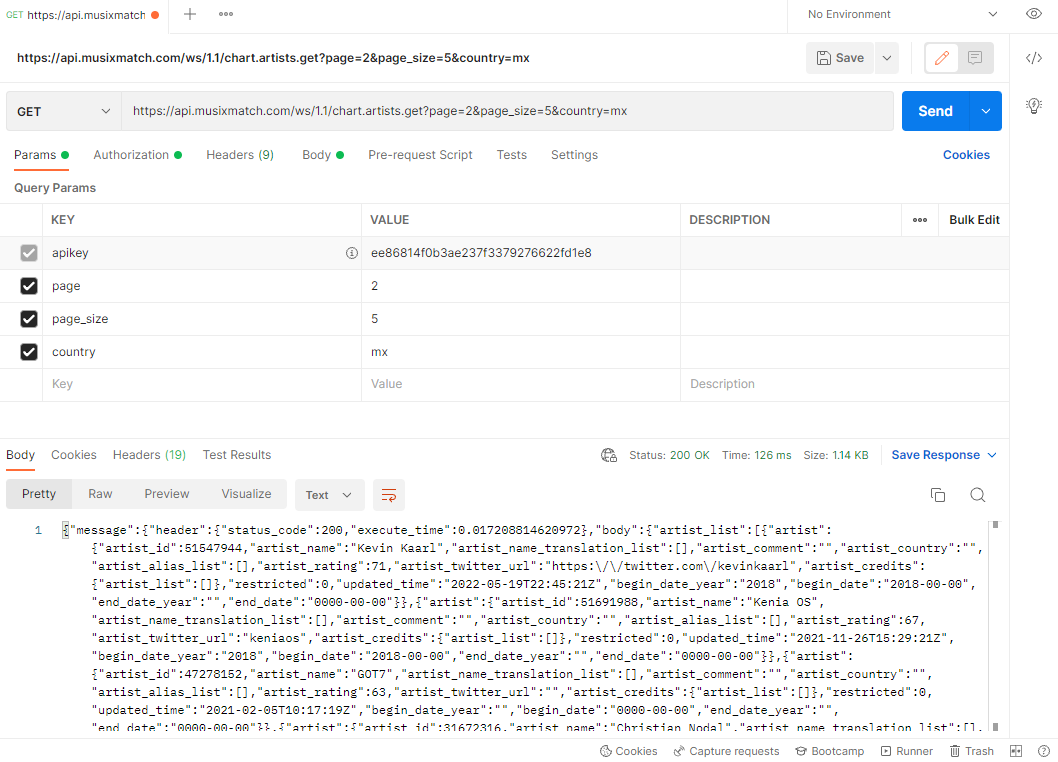 GET https://api.musixmatch
No Environment
https://api.musixmatch.com/ws/1.1/chart.artists.get?page=2&page_size=5&country=mx
Save
GET https://api.musixmatch.com/ws/1.1/chart.artists.get?page=2&page_size=5&country=mx
Send
Params Authorization Headers (9) Body Pre-request Script Tests Settings Cookies
Query Params
KEY VALUE DESCRIPTION Bulk Edit
apikey ee86814f0b3ae237f3379276622fd1e8
page 2
page_size 5
country mx
Key Value Description
Body Cookies Headers (19) Test Results Status: 200 OK Time: 126 ms Size: 1.14 KB Save Response
Pretty Raw Preview Visualize Text
1 {"message":{"header":{"status_code":200,"execute_time":0.017208814620972},"body":{"artist_list":[{"artist":
{"artist_id":51547944,"artist_name":"Kevin Kaarl","artist_name_translation_list":[],"artist_comment":"","artist_country":"",
"artist_alias_list":[],"artist_rating":71,"artist_twitter_url":"https:\/\/twitter.com\/kevinkaarl","artist_credits":
{"artist_list":[]},"restricted":0,"updated_time":"2022-05-19T22:45:21Z","begin_date_year":"2018","begin_date":"2018-00-00",
"end_date_year":"","end_date":"0000-00-00"}},{"artist":{"artist_id":51691988,"artist_name":"Kenia OS",
"artist_name_translation_list":[],"artist_comment":"","artist_country":"","artist_alias_list":[],"artist_rating":67,
"artist_twitter_url":"keniaos","artist_credits":{"artist_list":[]},"restricted":0,"updated_time":"2021-11-26T15:29:21Z",
"begin_date_year":"2018","begin_date":"2018-00-00","end_date_year":"","end_date":"0000-00-00"}},{"artist":
{"artist_id":47278152,"artist_name":"GOT7","artist_name_translation_list":[],"artist_comment":"","artist_country":"",
"artist_alias_list":[],"artist_rating":63,"artist_twitter_url":"","artist_credits":{"artist_list":[]},"restricted":0,
"updated_time":"2021-02-05T10:17:19Z","begin_date_year":"","begin_date":"0000-00-00","end_date_year":"",
"end_date":"0000-00-00"}},{"artist":{"artist_id":31672316,"artist_name":"Christian Nodal","artist_name_translation_list":[],
Cookies Capture requests Bootcamp Runner Trash